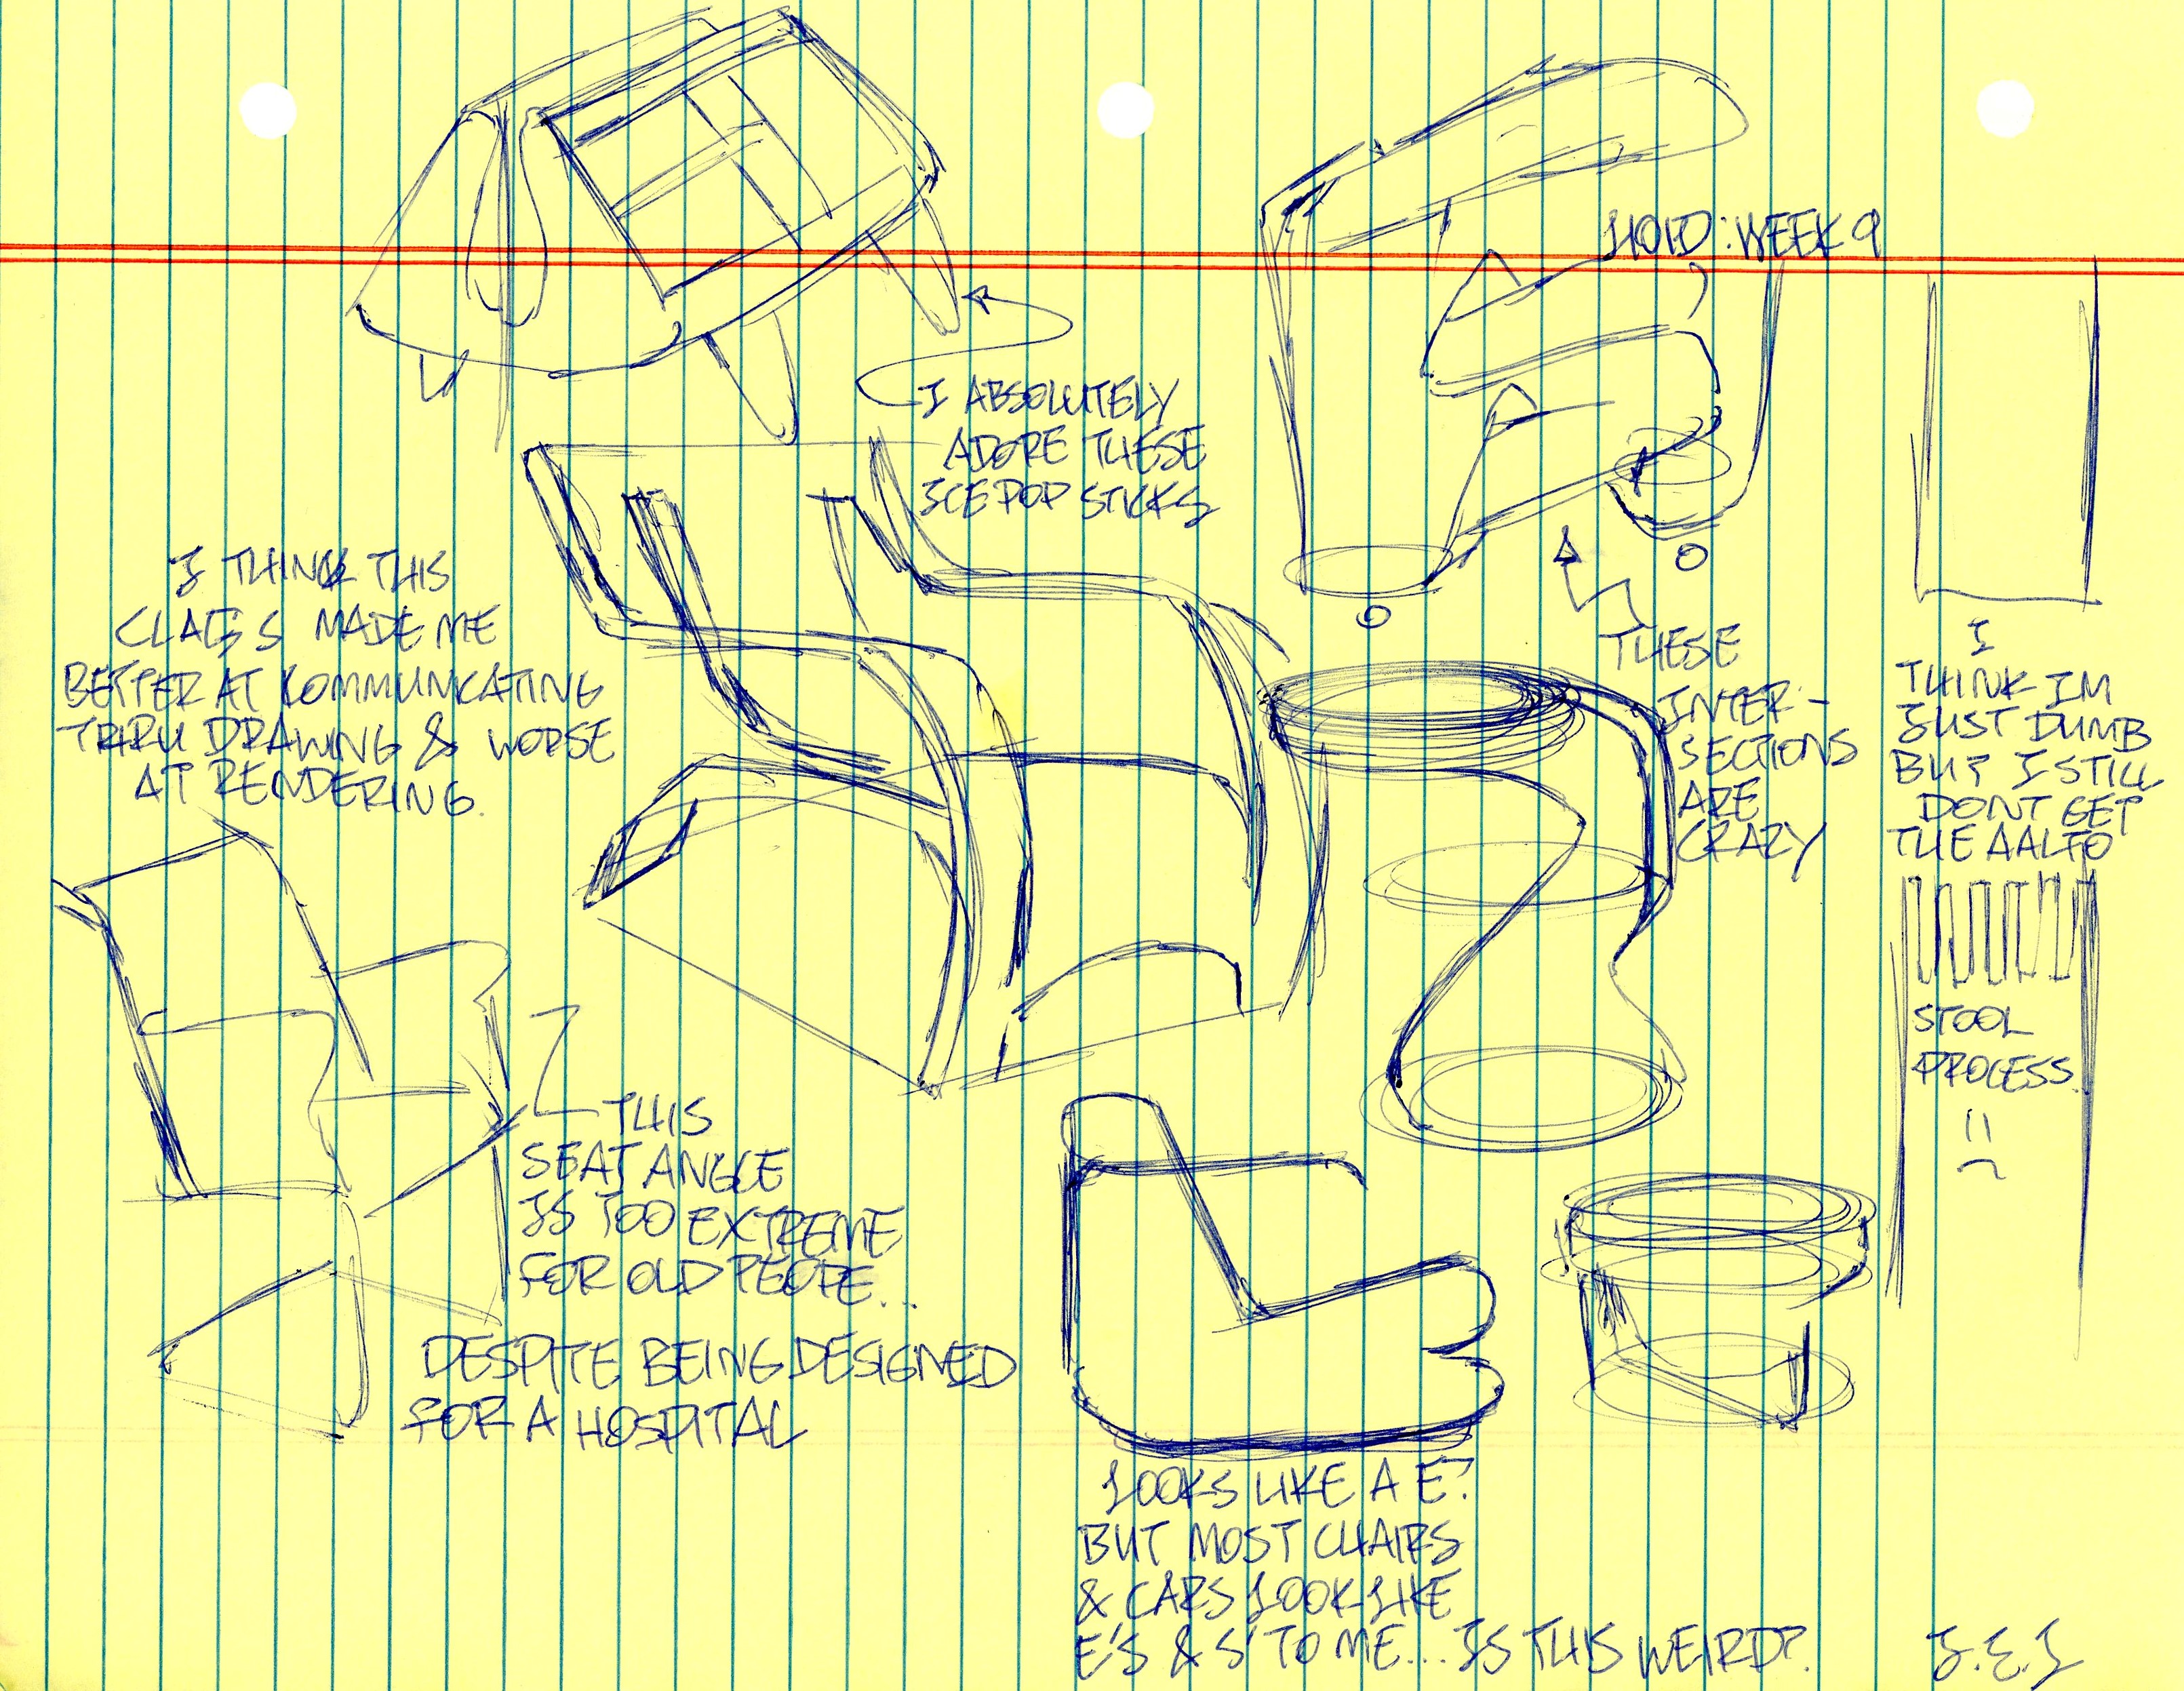 HOID: WEEK 9
I ABSOLUTELY
ADORE THESE
ICE POP STICKS
I THINK THIS
CLASS MADE ME
BETTER AT KOMMUNICATING
THRU DRAWING & WORSE
AT RENDERING.
THESE
INTER-
SECTIONS
ARE
CRAZY
I
THINK IM
JUST DUMB
BUT I STILL
DONT GET
THE AALTO
STOOL
PROCESS.
THIS
SEAT ANGLE
IS TOO EXTREME
FOR OLD PEOPE...
DESPITE BEING DESIGNED
FOR A HOSPITAL
LOOKS LIKE A E?
BUT MOST CHAIRS
& CARS LOOK LIKE
E'S & S' TO ME... IS THIS WEIRD?
J.E.J